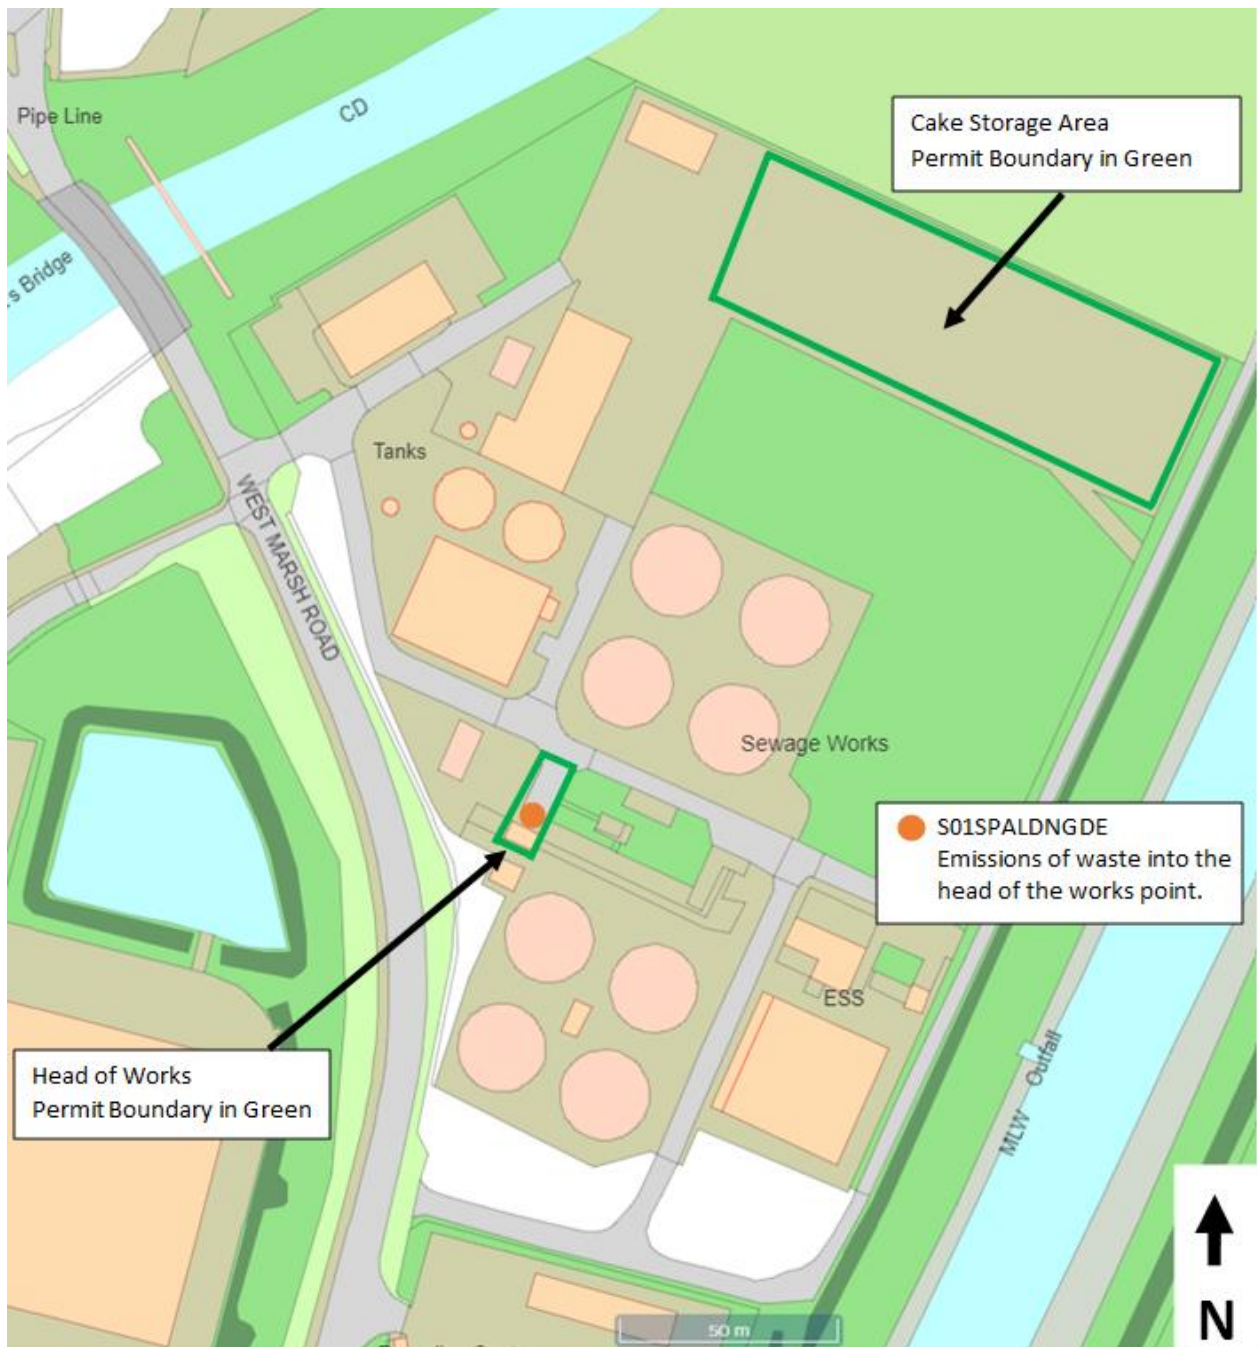 Pipe Line
CD
Cake Storage Area
Permit Boundary in Green
's Bridge
Tanks
WEST MARSH ROAD
Sewage Works
S01SPALDNGDE
Emissions of waste into the
head of the works point.
ESS
Head of Works
Permit Boundary in Green
MLW Outfall
50 m
N